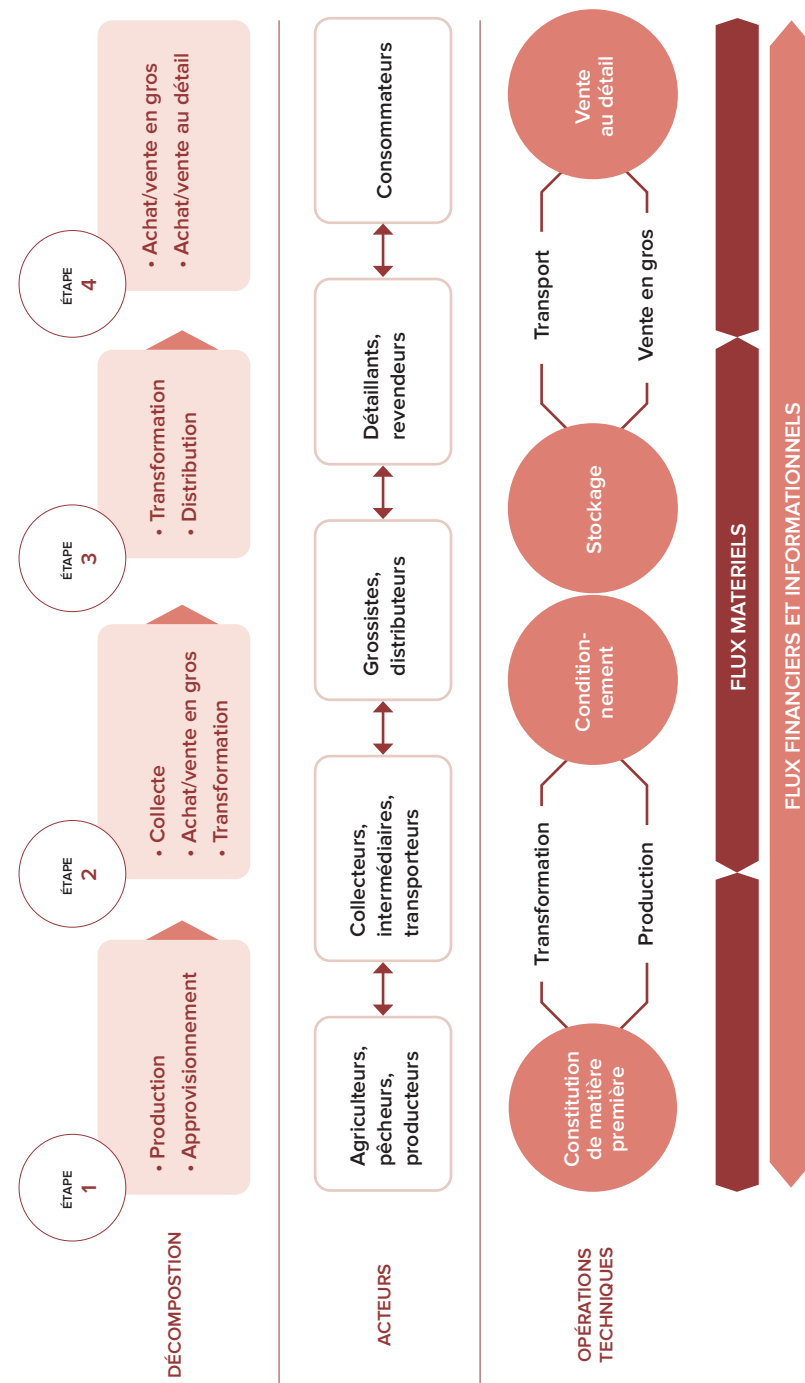 DÉCOMPOSTION
ÉTAPE
1
• Production
• Approvisionnement
ÉTAPE
2
• Collecte
• Achat/vente en gros
• Transformation
ÉTAPE
3
• Transformation
• Distribution
ÉTAPE
4
• Achat/vente en gros
• Achat/vente au détail
ACTEURS
Agriculteurs,
pêcheurs,
producteurs
Collecteurs,
intermédiaires,
transporteurs
Grossistes,
distributeurs
Détaillants,
revendeurs
Consommateurs
OPÉRATIONS
TECHNIQUES
Constitution
de matière
première
Transformation
Production
Condition-
nement
Stockage
Transport
Vente en gros
Vente
au détail
FLUX MATERIELS
FLUX FINANCIERS ET INFORMATIONNELS